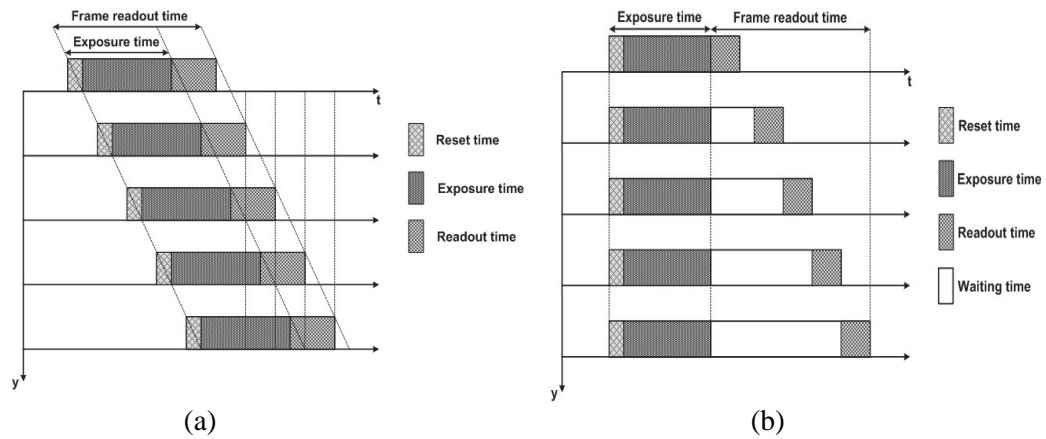 Frame readout time
Exposure time
t
Reset time
Exposure time
Readout time
y
(a)
Exposure time
Frame readout time
t
Reset time
Exposure time
Readout time
Waiting time
y
(b)